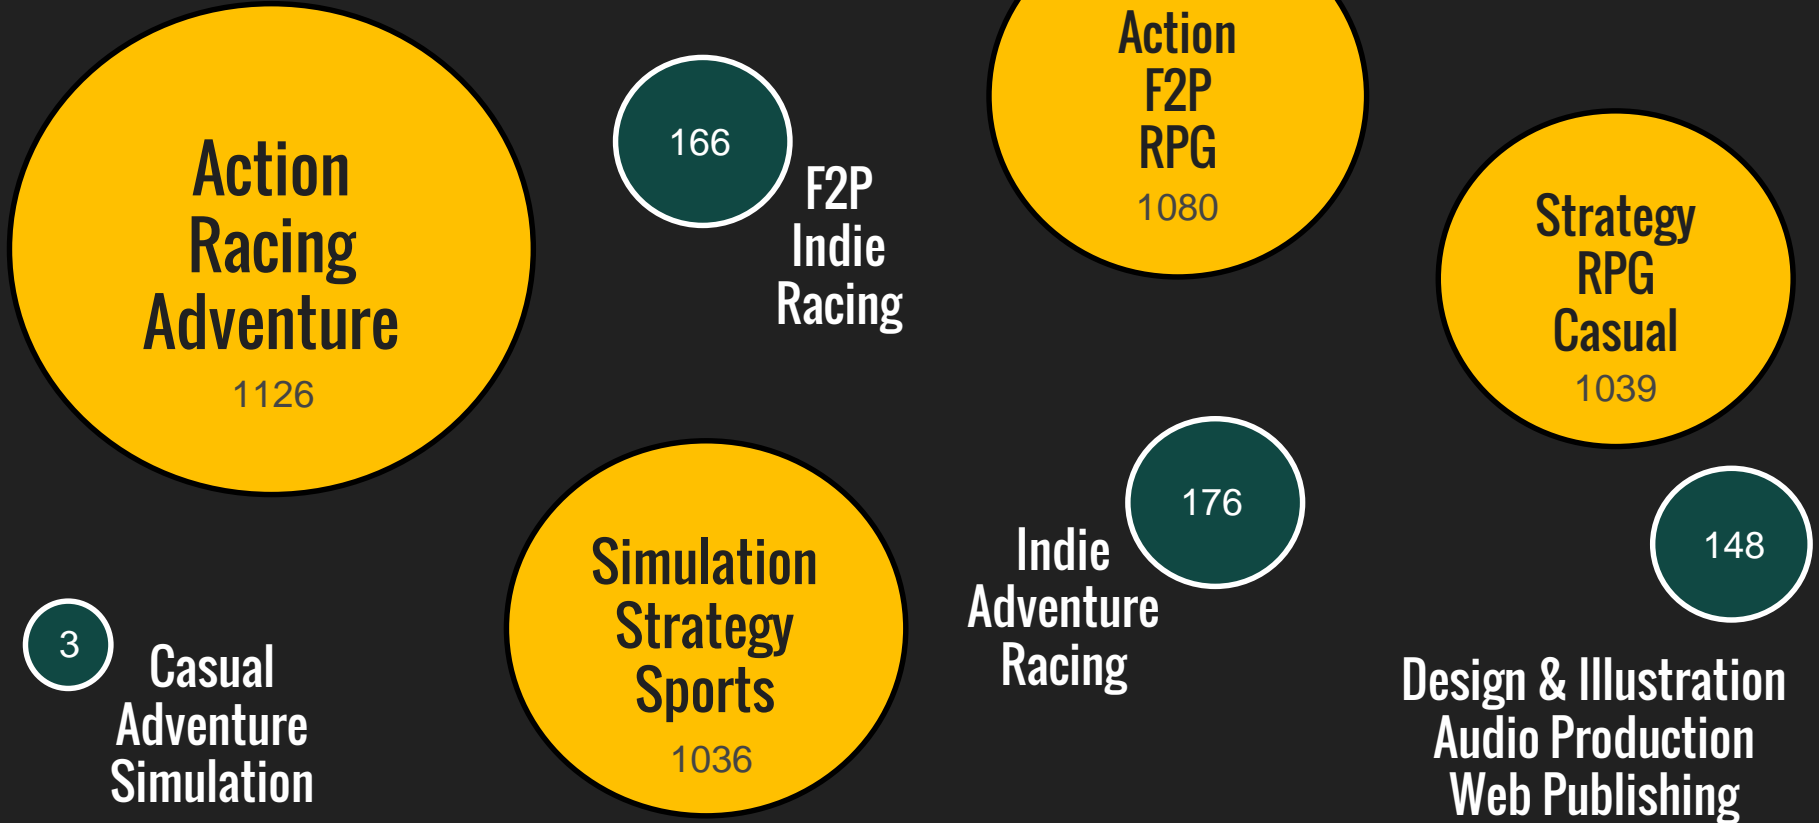 Action
Racing
Adventure
1126
166
F2P
Indie
Racing
Action
F2P
RPG
1080
Strategy
RPG
Casual
1039
3
Casual
Adventure
Simulation
Simulation
Strategy
Sports
1036
176
Indie
Adventure
Racing
148
Design & Illustration
Audio Production
Web Publishing